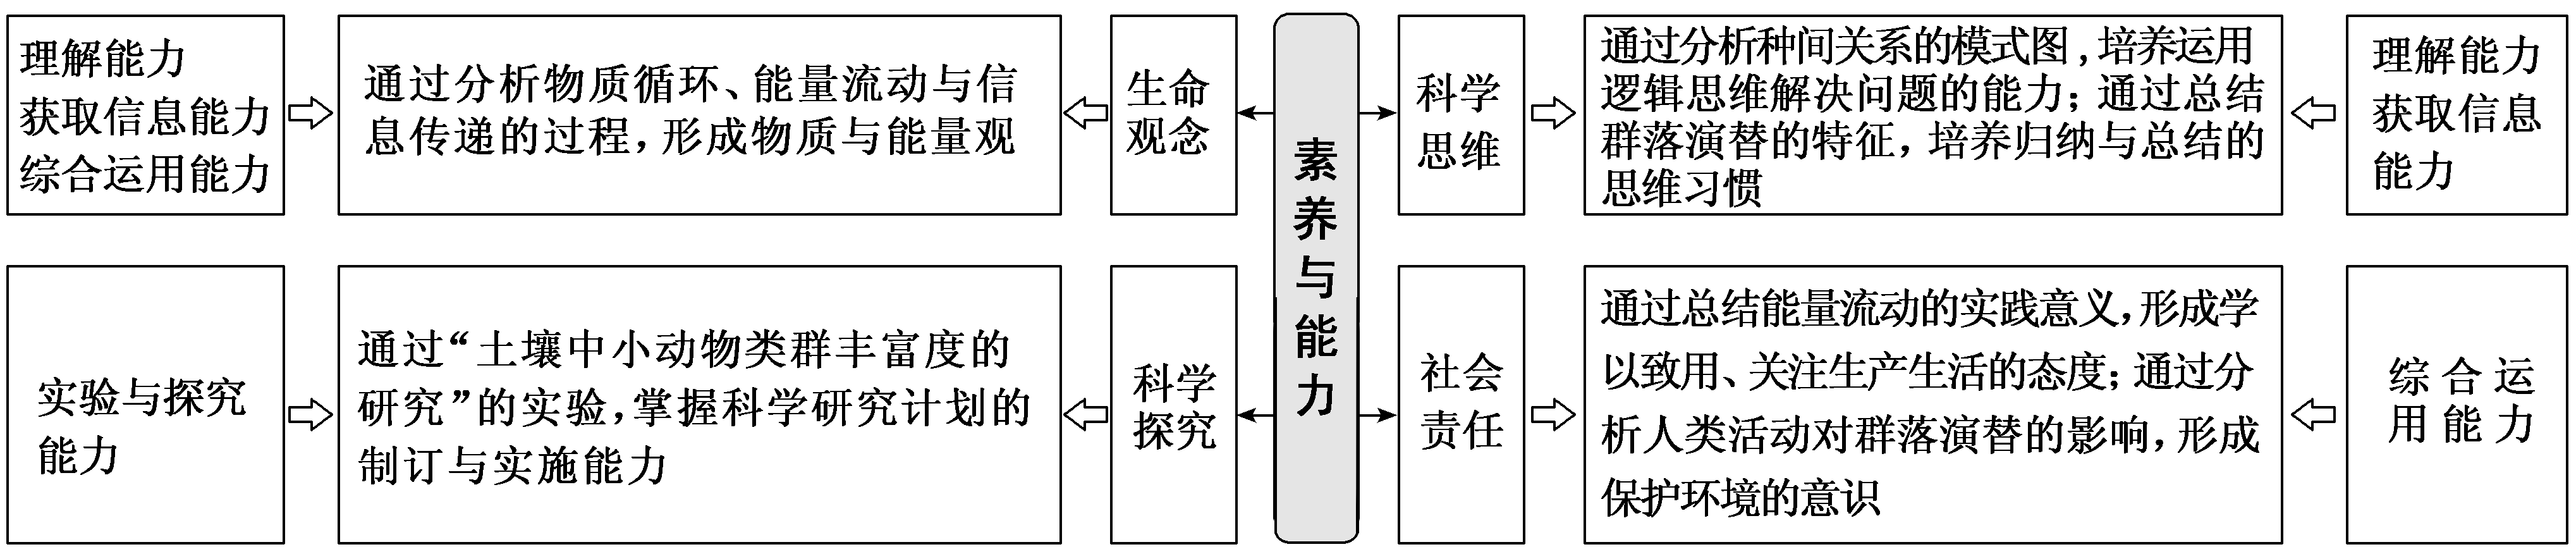 理解能力
获取信息能力
综合运用能力
通过分析物质循环、能量流动与信
息传递的过程，形成物质与能量观
生命
观念
素养与能力
科学
思维
通过分析种间关系的模式图，培养运用
逻辑思维解决问题的能力；通过总结
群落演替的特征，培养归纳与总结的
思维习惯
理解能力
获取信息
能力
实验与探究
能力
通过“土壤中小动物类群丰富度的
研究”的实验，掌握科学研究计划的
制订与实施能力
科学
探究
社会
责任
通过总结能量流动的实践意义，形成学
以致用、关注生产生活的态度；通过分
析人类活动对群落演替的影响，形成
保护环境的意识
综合运
用能力